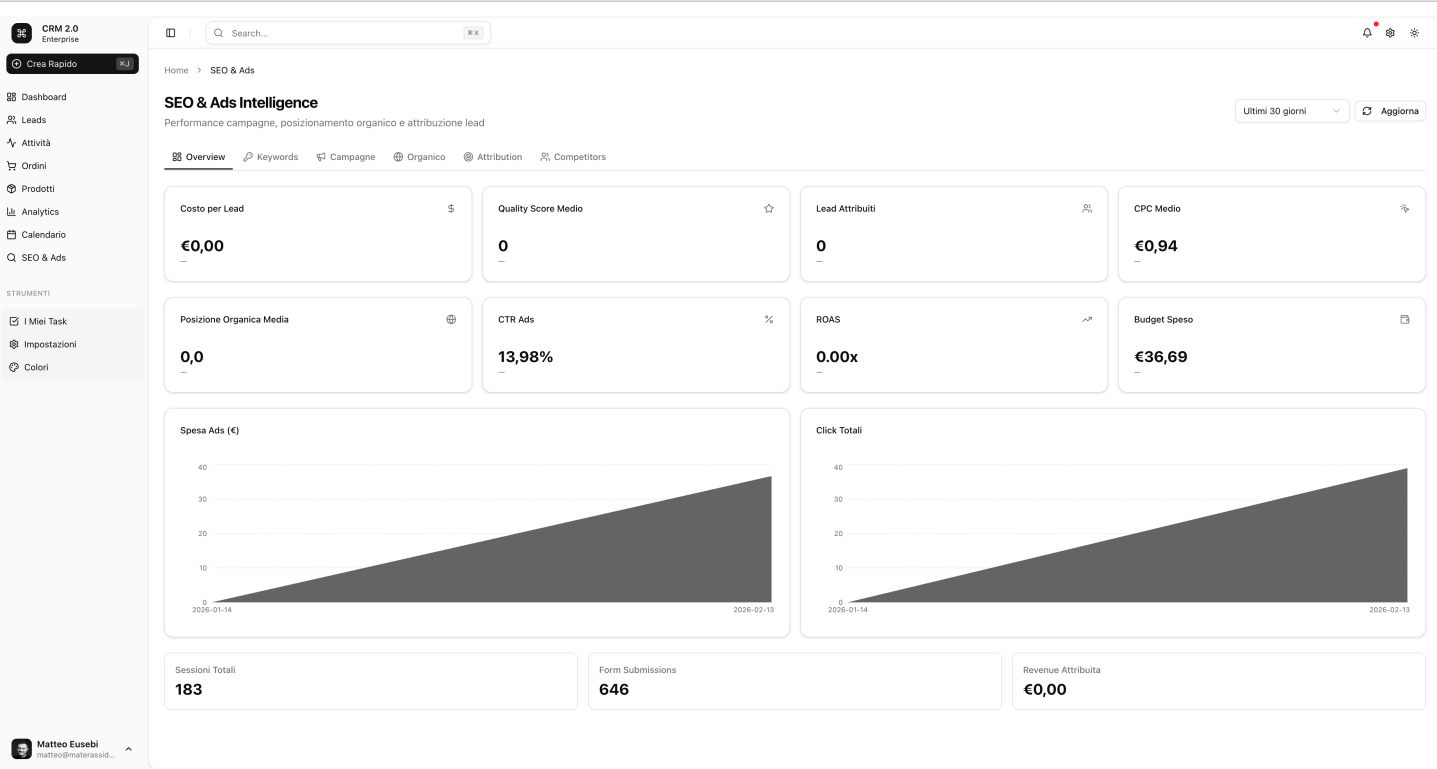 CRM 2.0
Enterprise
Crea Rapido ⌘J
Dashboard
Leads
Attività
Ordini
Prodotti
Analytics
Calendario
SEO & Ads
STRUMENTI
I Miei Task
Impostazioni
Colori
Matteo Eusebi
matteo@materassid...
Search... ⌘ K
Home > SEO & Ads
SEO & Ads Intelligence
Performance campagne, posizionamento organico e attribuzione lead
Ultimi 30 giorni
Aggiorna
Overview Keywords Campagne Organico Attribution Competitors
Costo per Lead
€0,00
—
Quality Score Medio
0
—
Lead Attribuiti
0
—
CPC Medio
€0,94
—
Posizione Organica Media
0,0
—
CTR Ads
13,98%
—
ROAS
0.00x
—
Budget Speso
€36,69
—
Spesa Ads (€)
40
30
20
10
0
2026-01-14 2026-02-13
Click Totali
40
30
20
10
0
2026-01-14 2026-02-13
Sessioni Totali
183
Form Submissions
646
Revenue Attribuita
€0,00